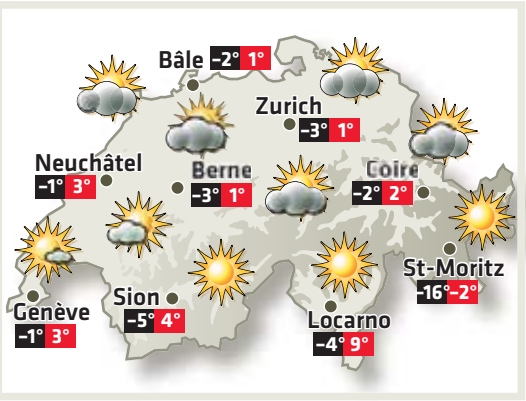 Bâle -2° 1°
Zurich
-3° 1°
Neuchâtel
-1° 3°
Berne
-3° 1°
Coire
-2° 2°
St-Moritz
-16° -2°
Sion
-5° 4°
Genève
-1° 3°
Locarno
-4° 9°